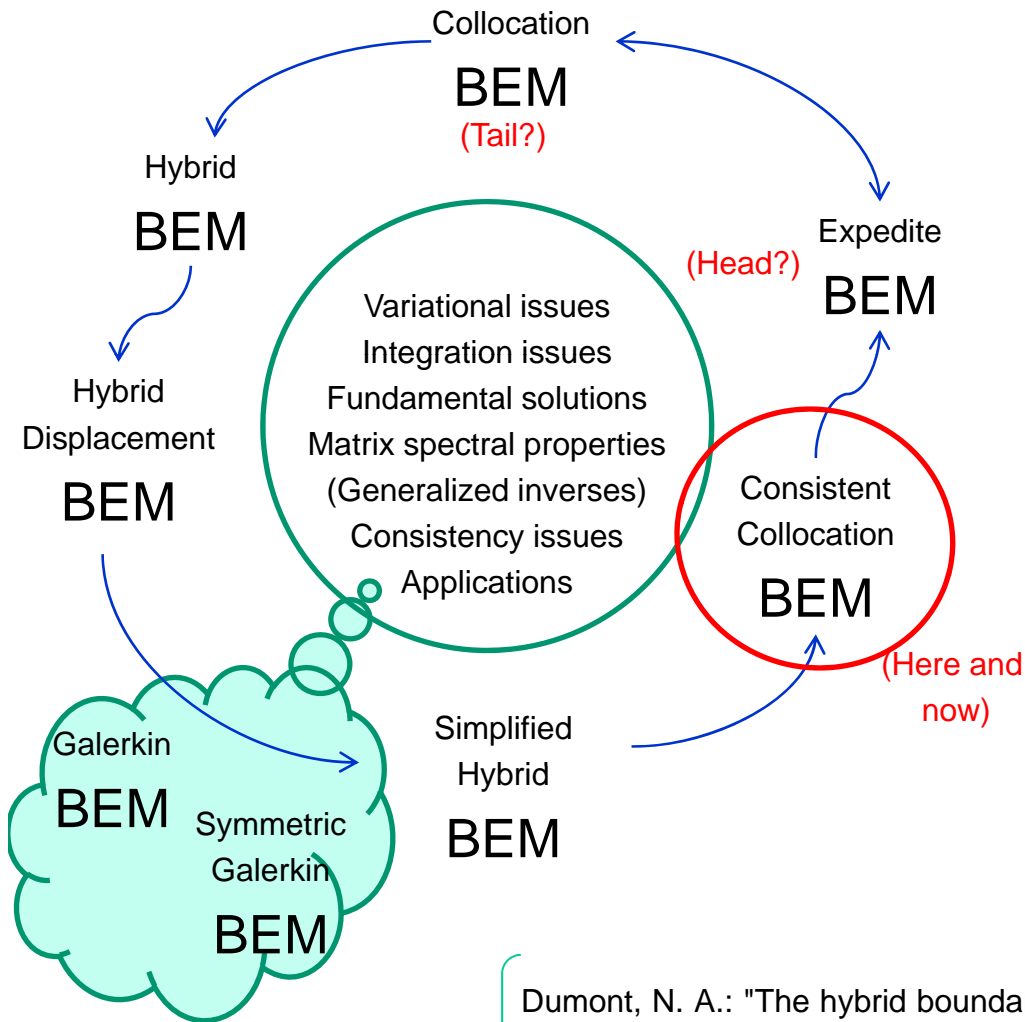 Collocation
BEM
(Tail?)
Hybrid
BEM
Expedite
(Head?)
BEM
Variational issues
Integration issues
Fundamental solutions
Matrix spectral properties
(Generalized inverses)
Consistency issues
Applications
Hybrid
Displacement
BEM
Consistent
Collocation
BEM
(Here and
now)
Simplified
Hybrid
BEM
Galerkin
BEM
Symmetric
Galerkin
BEM
Dumont, N. A.: "The hybrid bounda